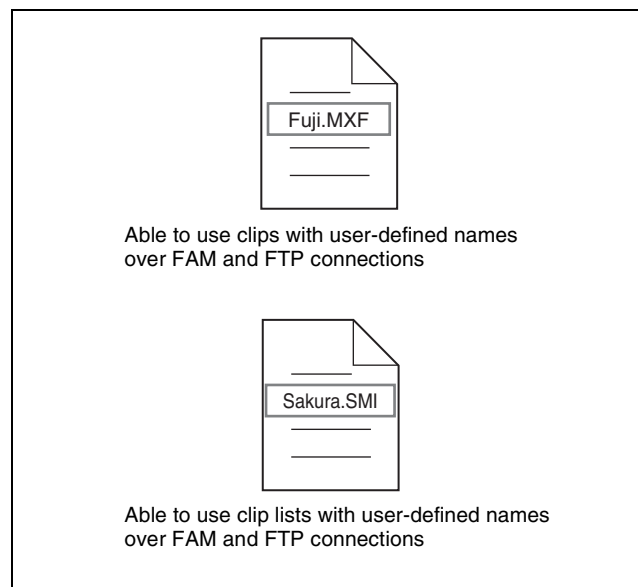 Fuji.MXF
Able to use clips with user-defined names
over FAM and FTP connections
Sakura.SMI
Able to use clip lists with user-defined names
over FAM and FTP connections